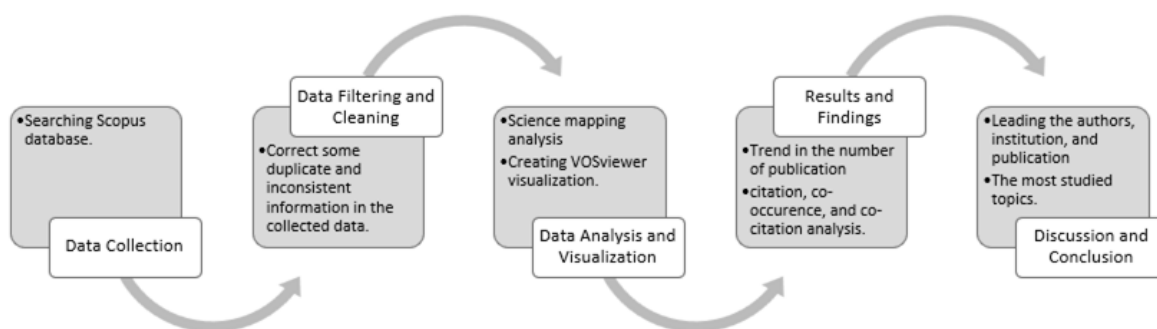 •Searching Scopus
database.
Data Collection
Data Filtering and
Cleaning
•Correct some
duplicate and
inconsistent
information in the
collected data.
•Science mapping
analysis
•Creating VOSviewer
visualization.
Data Analysis and
Visualization
Results and
Findings
•Trend in the number
of publication
•citation, co-
occurence, and co-
citation analysis.
•Leading the authors,
institution, and
publication
•The most studied
topics.
Discussion and
Conclusion